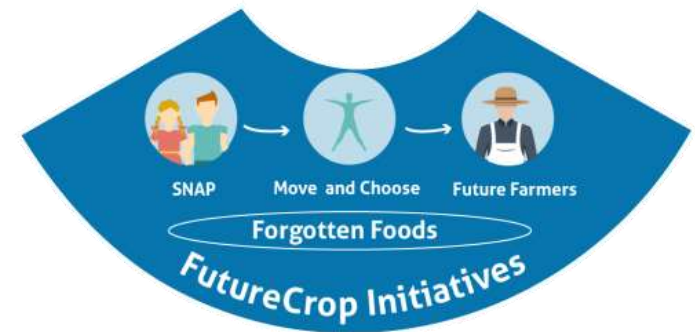 SNAP
Move and Choose
Future Farmers
Forgotten Foods
FutureCrop Initiatives